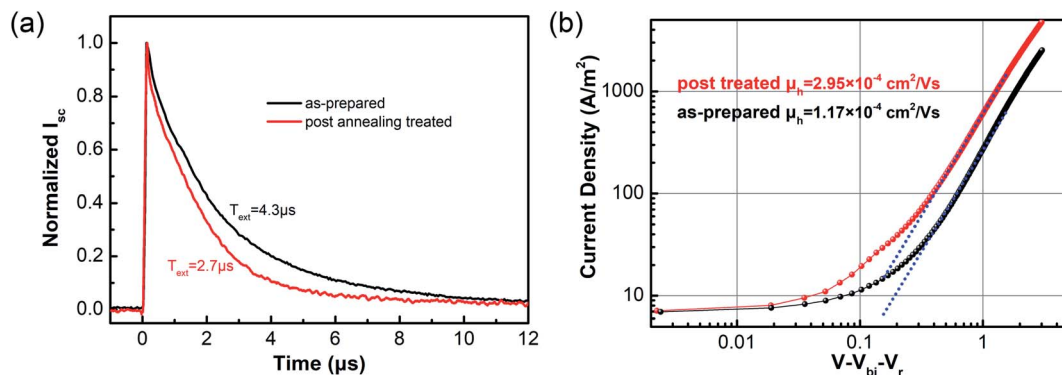 (a)
Normalized I_sc
1.0
0.8
0.6
0.4
0.2
0.0
as-prepared
post annealing treated
T_ext=4.3μs
T_ext=2.7μs
0 2 4 6 8 10 12
Time (μs)
(b)
Current Density (A/m²)
1000
100
10
post treated μ_h=2.95×10⁻⁴ cm²/Vs
as-prepared μ_h=1.17×10⁻⁴ cm²/Vs
0.01 0.1 1
V-V_bi-V_r